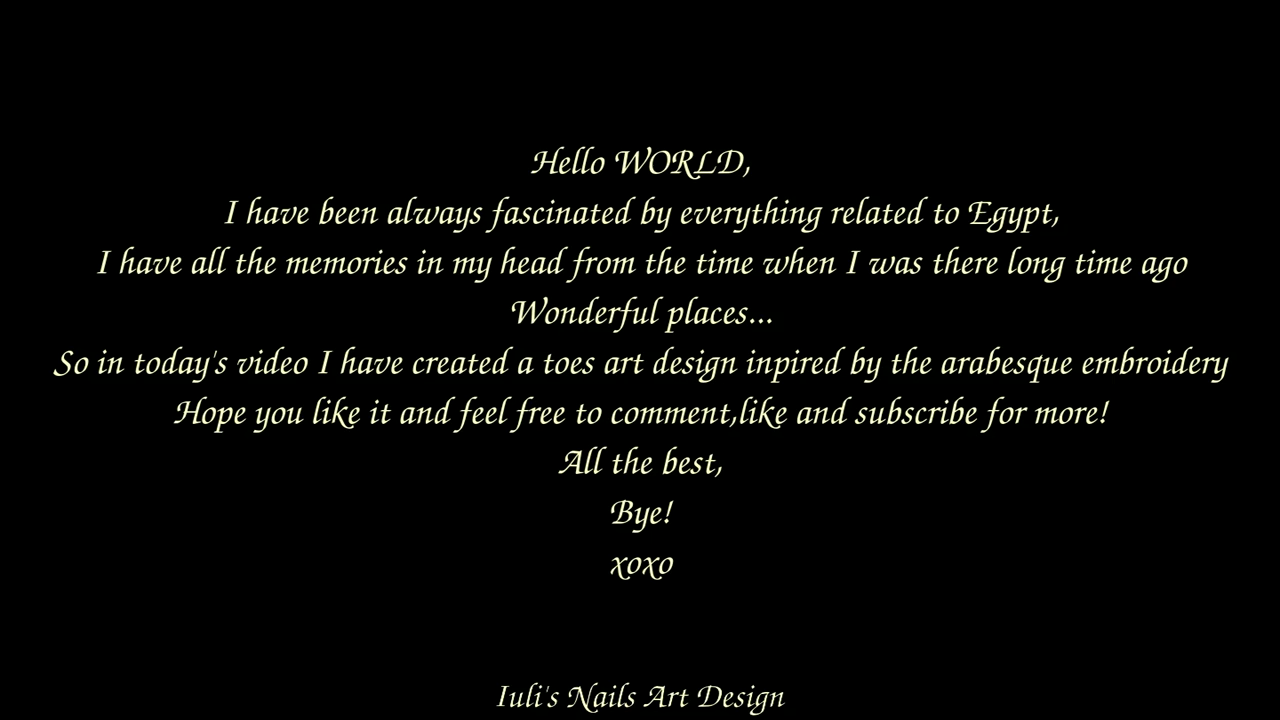 Hello WORLD,
I have been always fascinated by everything related to Egypt,
I have all the memories in my head from the time when I was there long time ago
Wonderful places...
So in today's video I have created a toes art design inpired by the arabesque embroidery
Hope you like it and feel free to comment,like and subscribe for more!
All the best,
Bye!
xoxo
Iuli's Nails Art Design